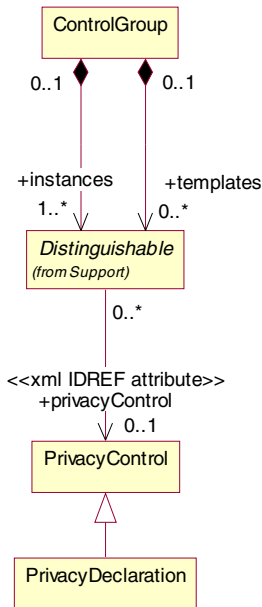 ControlGroup
0..1
0..1
+instances
+templates
1..*
0..*
Distinguishable
(from Support)
0..*
<<xml IDREF attribute>>
+privacyControl
0..1
PrivacyControl
PrivacyDeclaration